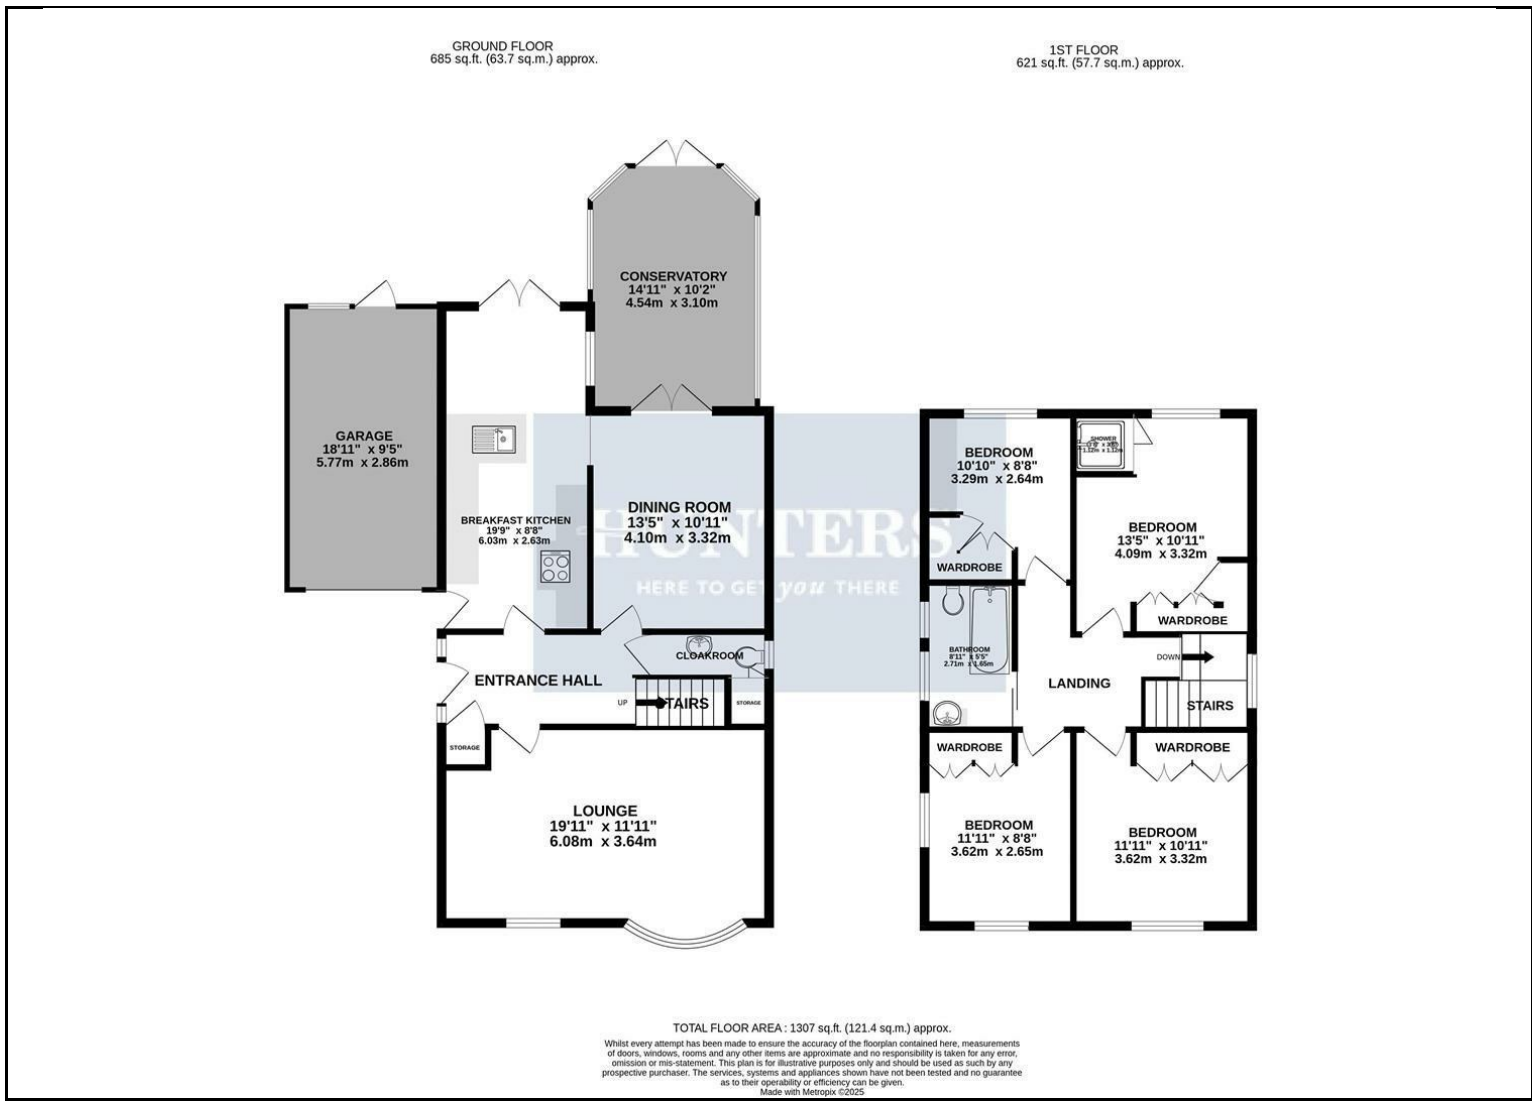 GROUND FLOOR
685 sq.ft. (63.7 sq.m.) approx.
1ST FLOOR
621 sq.ft. (57.7 sq.m.) approx.
CONSERVATORY
14'11" x 10'2"
4.54m x 3.10m
GARAGE
18'11" x 9'5"
5.77m x 2.86m
BREAKFAST KITCHEN
19'9" x 8'8"
6.03m x 2.63m
DINING ROOM
13'5" x 10'11"
4.10m x 3.32m
CLOAKROOM
ENTRANCE HALL
UP
STAIRS
STORAGE
STORAGE
LOUNGE
19'11" x 11'11"
6.08m x 3.64m
HUNTERS
HERE TO GET you THERE
BEDROOM
10'10" x 8'8"
3.29m x 2.64m
SHOWER
BEDROOM
13'5" x 10'11"
4.09m x 3.32m
WARDROBE
WARDROBE
BATHROOM
8'11" x 5'5"
2.71m x 1.65m
DOWN
LANDING
STAIRS
WARDROBE
WARDROBE
BEDROOM
11'11" x 8'8"
3.62m x 2.65m
BEDROOM
11'11" x 10'11"
3.62m x 3.32m
TOTAL FLOOR AREA : 1307 sq.ft. (121.4 sq.m.) approx.
Whilst every attempt has been made to ensure the accuracy of the floorplan contained here, measurements
of doors, windows, rooms and any other items are approximate and no responsibility is taken for any error,
omission or mis-statement. This plan is for illustrative purposes only and should be used as such by any
prospective purchaser. The services, systems and appliances shown have not been tested and no guarantee
as to their operability or efficiency can be given.
Made with Metropix ©2025